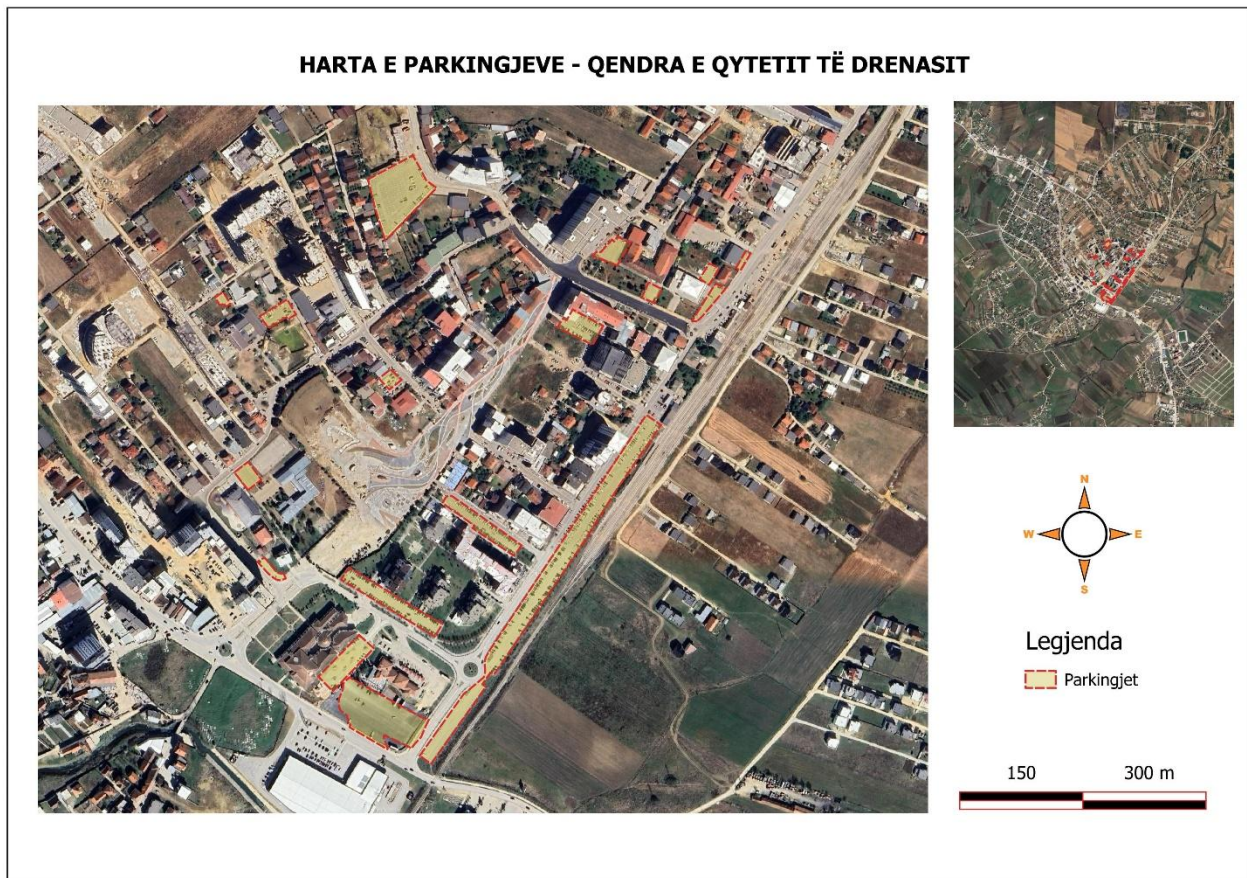 HARTA E PARKINGJEVE - QENDRA E QYTETIT TË DRENASIT
N
W
E
S
Legjenda
Parkingjet
150
300 m